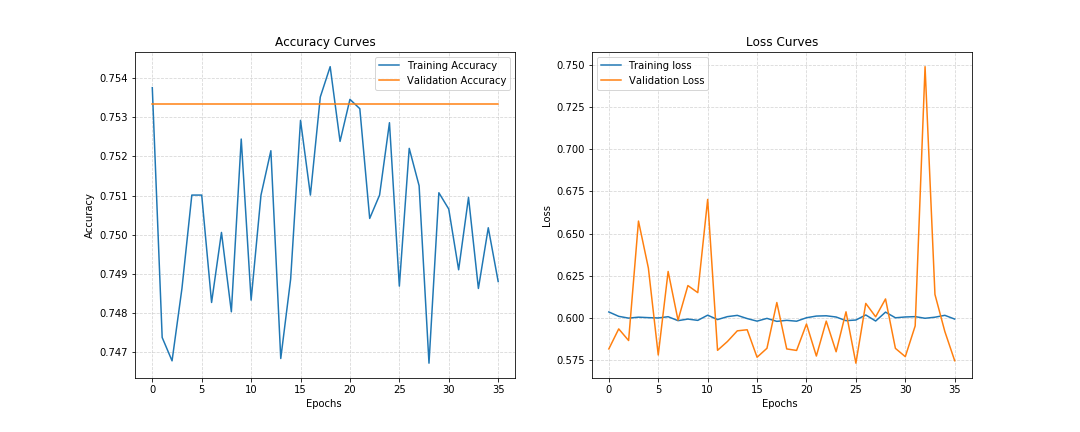 Accuracy Curves
Training Accuracy
Validation Accuracy
0.754
0.753
0.752
0.751
0.750
0.749
0.748
0.747
Accuracy
0 5 10 15 20 25 30 35
Epochs
Loss Curves
Training loss
Validation Loss
0.750
0.725
0.700
0.675
0.650
0.625
0.600
0.575
Loss
0 5 10 15 20 25 30 35
Epochs